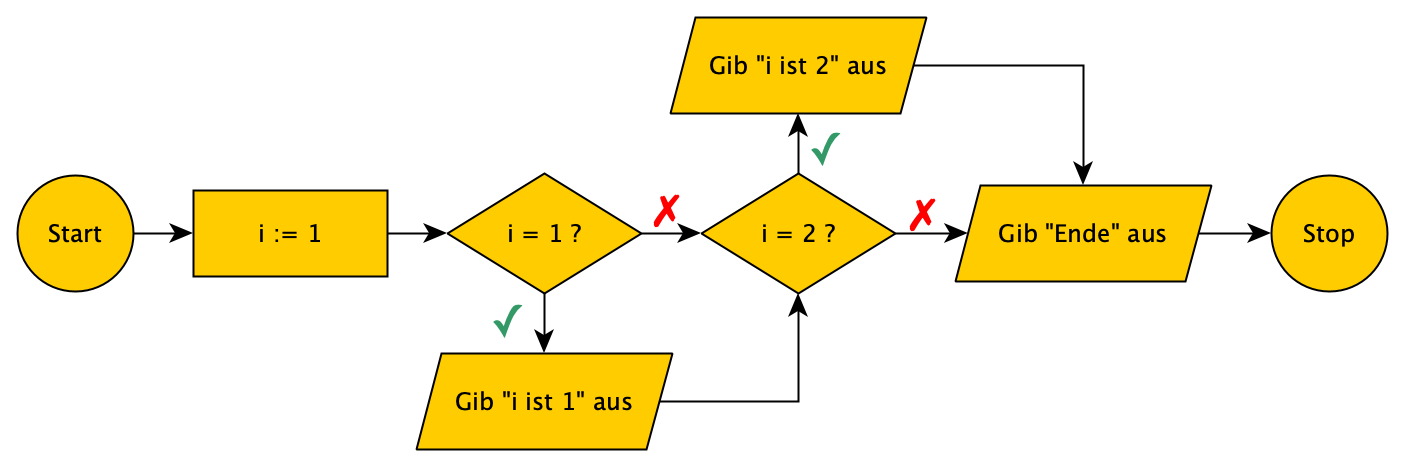 Start
i := 1
i = 1 ?
Gib "i ist 1" aus
i = 2 ?
Gib "i ist 2" aus
Gib "Ende" aus
Stop